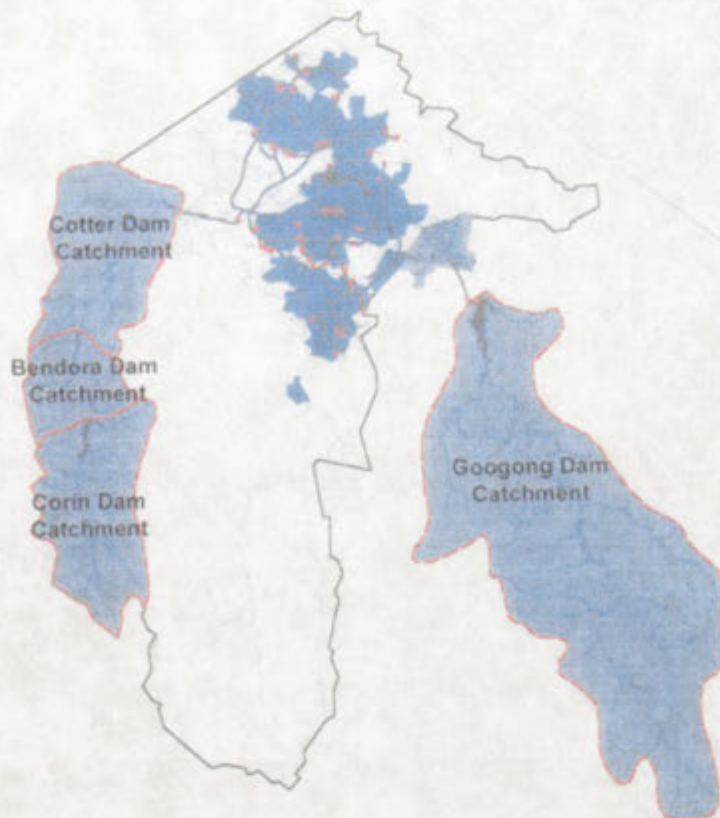 Cotter Dam
Catchment
Bendora Dam
Catchment
Corin Dam
Catchment
Googong Dam
Catchment